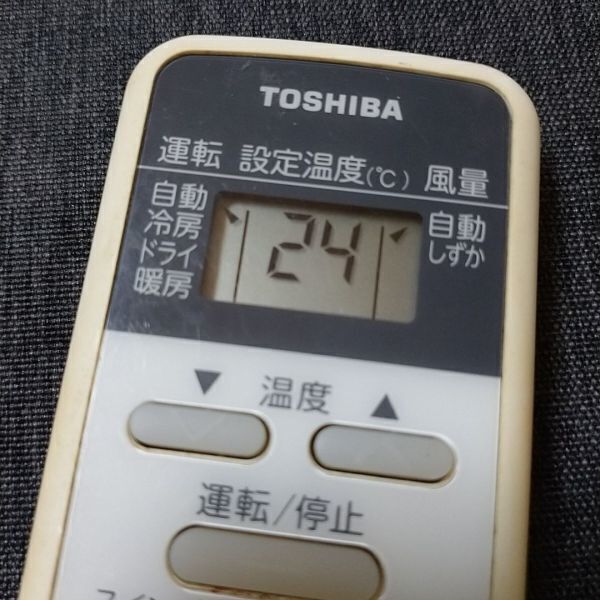 TOSHIBA
運転 設定温度(℃) 風量
自動
冷房
ドライ
暖房
24
自動
しずか
▼ 温度 ▲
運転/停止